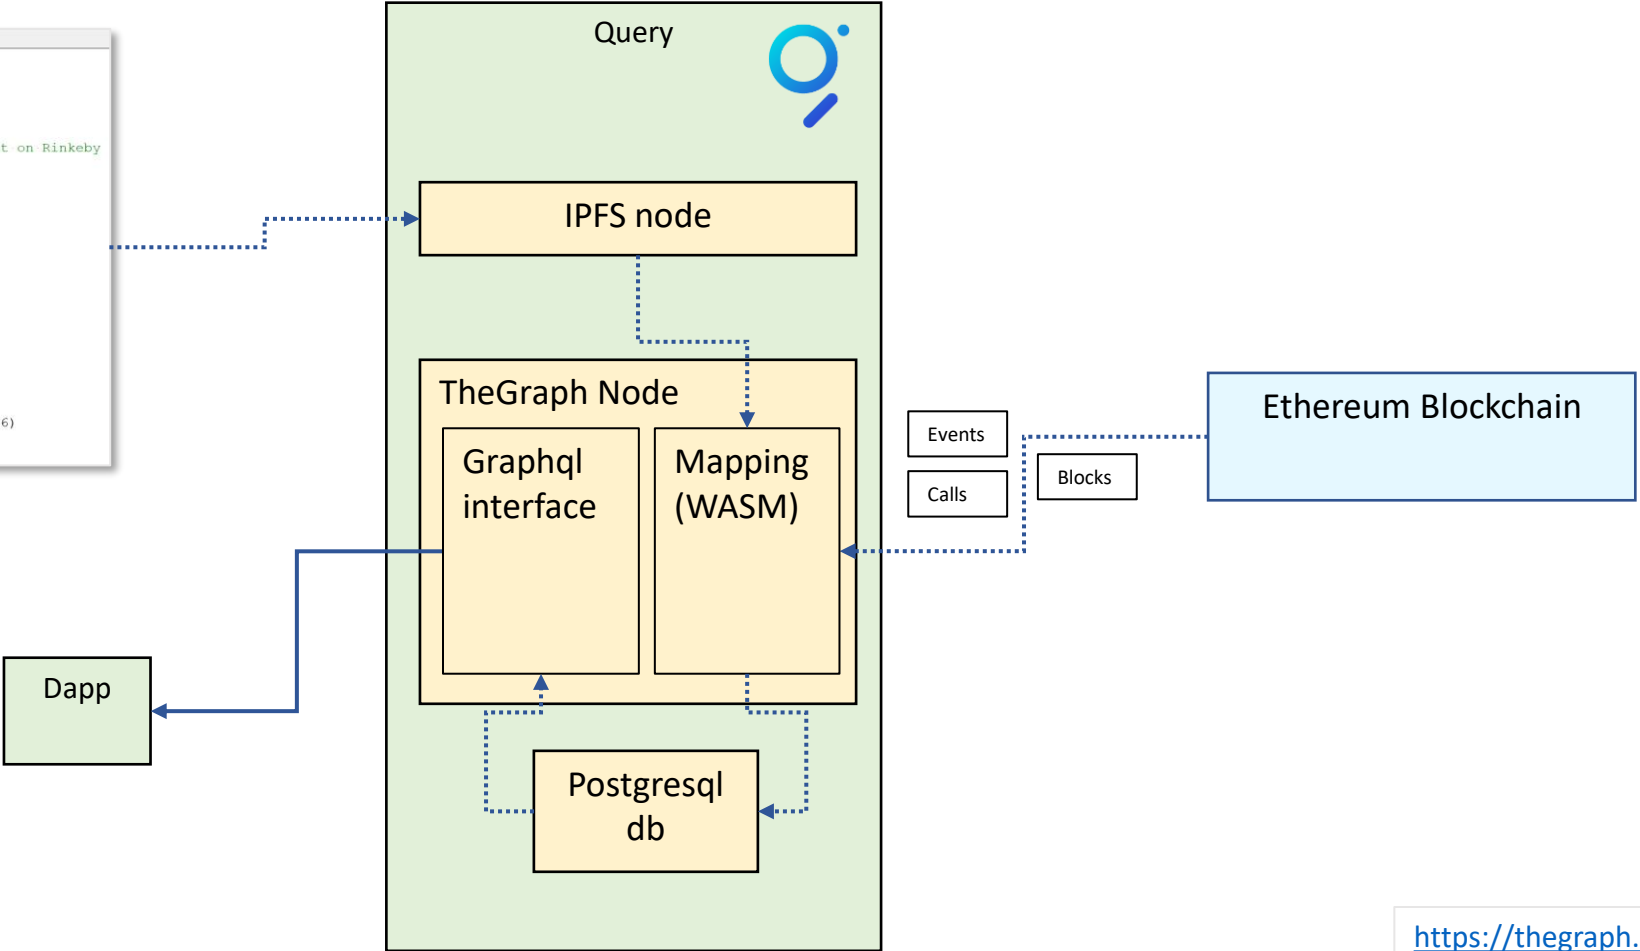 Query
t on Rinkeby
IPFS node
TheGraph Node
Graphql
interface
Mapping
(WASM)
Events
Calls
Blocks
Ethereum Blockchain
6)
Dapp
Postgresql
db
https://thegraph.